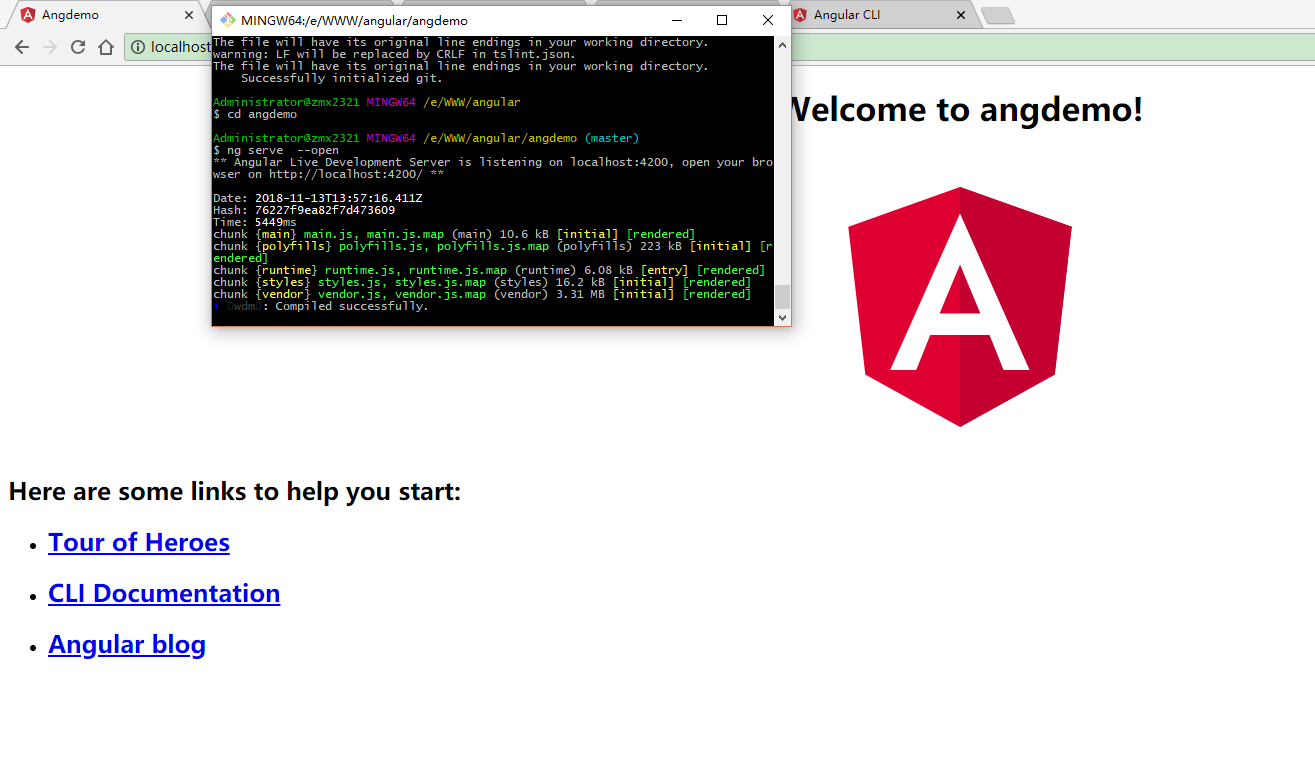 Angdemo
MINGW64:/e/WWW/angular/angdemo
Angular CLI
localhost
The file will have its original line endings in your working directory.
warning: LF will be replaced by CRLF in tslint.json.
The file will have its original line endings in your working directory.
Successfully initialized git.
Administrator@zmx2321 MINGW64 /e/WWW/angular
$ cd angdemo
Administrator@zmx2321 MINGW64 /e/WWW/angular/angdemo (master)
$ ng serve  --open
** Angular Live Development Server is listening on localhost:4200, open your bro
wser on http://localhost:4200/ **
Date: 2018-11-13T13:57:16.411Z
Hash: 76227f9ea82f7d473609
Time: 5449ms
chunk {main} main.js, main.js.map (main) 10.6 kB [initial] [rendered]
chunk {polyfills} polyfills.js, polyfills.js.map (polyfills) 223 kB [initial] [r
endered]
chunk {runtime} runtime.js, runtime.js.map (runtime) 6.08 kB [entry] [rendered]
chunk {styles} styles.js, styles.js.map (styles) 16.2 kB [initial] [rendered]
chunk {vendor} vendor.js, vendor.js.map (vendor) 3.31 MB [initial] [rendered]
wdm: Compiled successfully.
Welcome to angdemo!
Here are some links to help you start:
Tour of Heroes
CLI Documentation
Angular blog